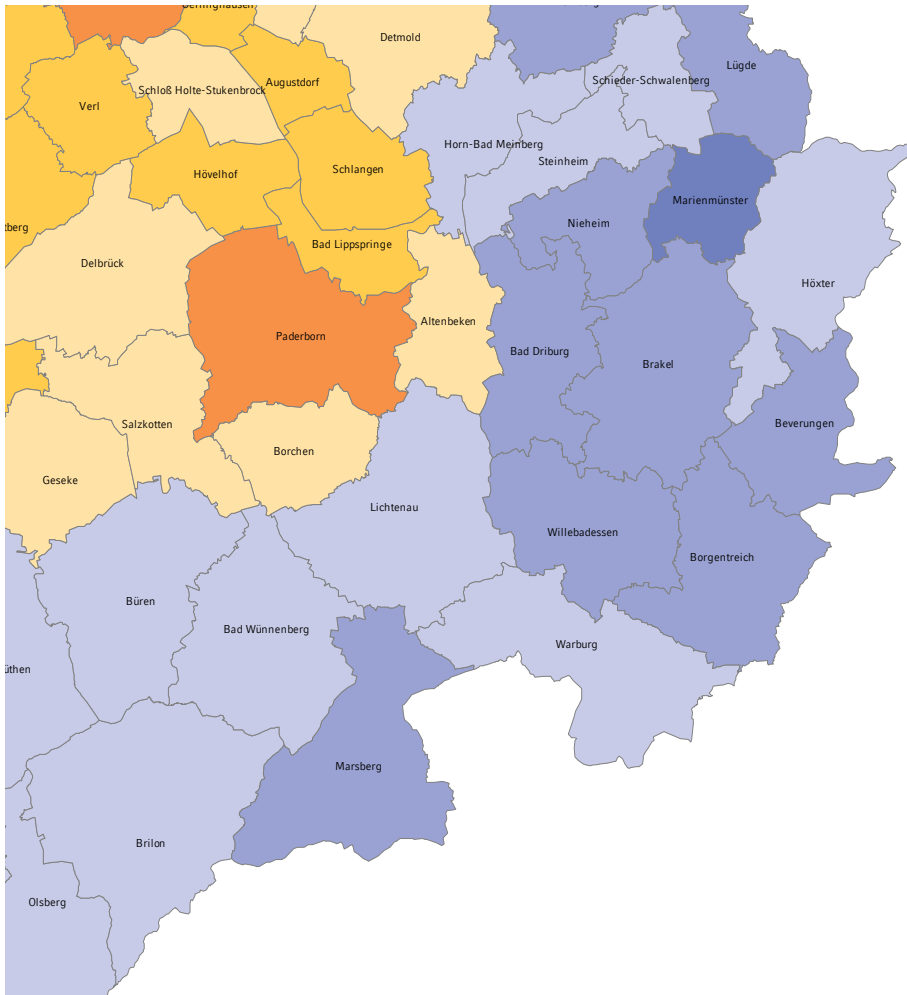 Detmold
Lügde
Schieder-Schwalenberg
Augustdorf
Schloß Holte-Stukenbrock
Verl
Horn-Bad Meinberg
Steinheim
Schlangen
Hövelhof
Marienmünster
Nieheim
zberg
Bad Lippspringe
Delbrück
Höxter
Altenbeken
Paderborn
Bad Driburg
Brakel
Salzkotten
Beverungen
Borchen
Geseke
Lichtenau
Willebadessen
Borgentreich
Büren
Bad Wünnenberg
Warburg
üthen
Marsberg
Brilon
Olsberg